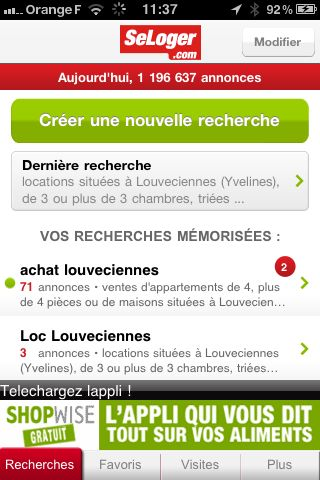 Orange F 11:37 92 %
SeLoger
.com
Modifier
Aujourd'hui, 1 196 637 annonces
Créer une nouvelle recherche
Dernière recherche
locations situées à Louveciennes (Yvelines),
de 3 ou plus de 3 chambres, triées ...
VOS RECHERCHES MÉMORISÉES :
achat louveciennes
2
71 annonces • ventes d'appartements de 4, plus
de 4 pièces ou de maisons situées à Louvecien...
Loc Louveciennes
3 annonces • locations situées à Louveciennes
(Yvelines), de 3 ou plus de 3 chambres, triées...
Telechargez lappli !
SHOPWISE
GRATUIT
L'APPLI QUI VOUS DIT
TOUT SUR VOS ALIMENTS
Recherches Favoris Visites Plus